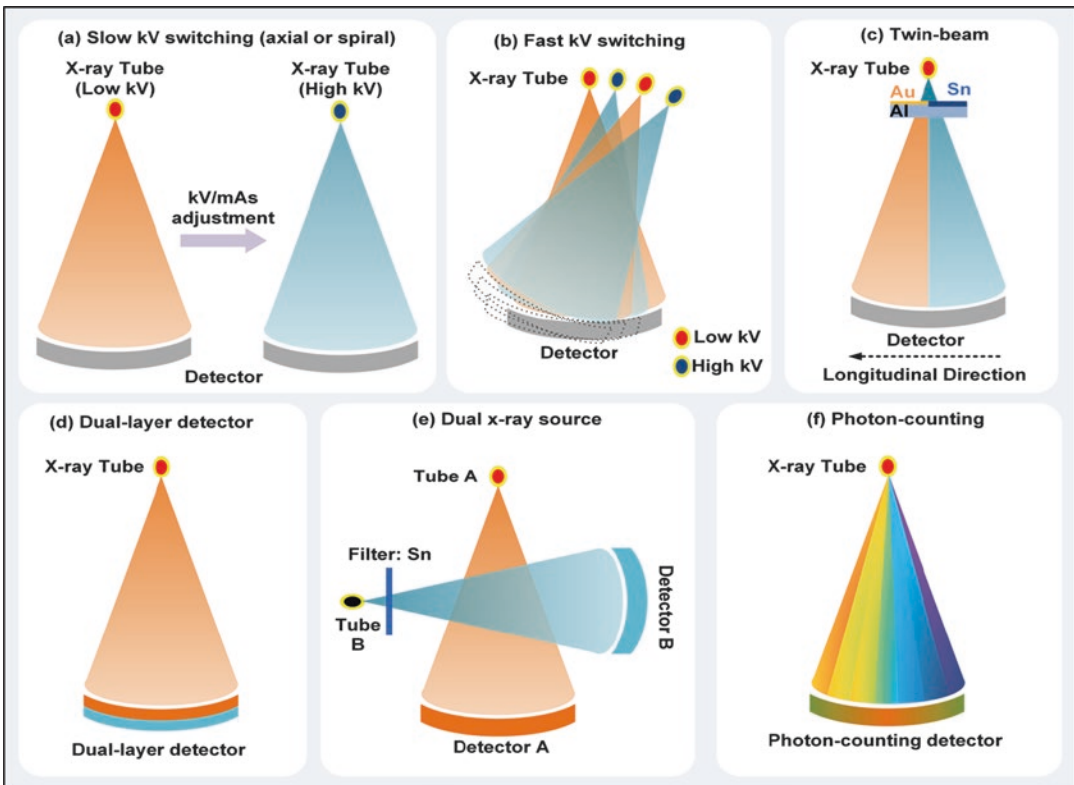 (a) Slow kV switching (axial or spiral)
X-ray Tube
(Low kV)
X-ray Tube
(High kV)
kV/mAs
adjustment
Detector
(b) Fast kV switching
X-ray Tube
Detector
Low kV
High kV
(c) Twin-beam
X-ray Tube
Au
Sn
Al
Detector
Longitudinal Direction
(d) Dual-layer detector
X-ray Tube
Dual-layer detector
(e) Dual x-ray source
Tube A
Filter: Sn
Tube
B
Detector B
Detector A
(f) Photon-counting
X-ray Tube
Photon-counting detector